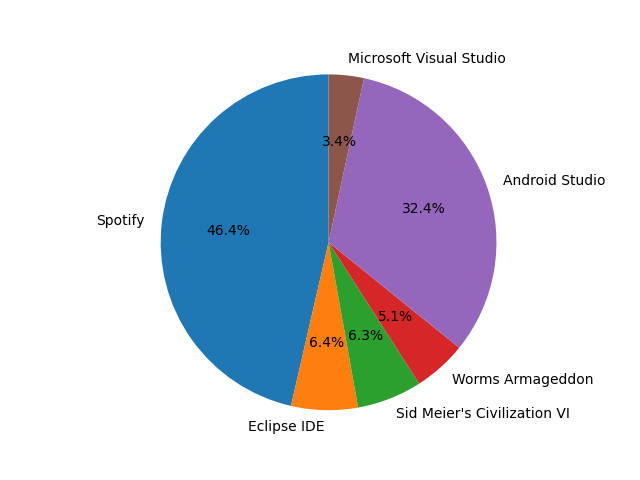 Microsoft Visual Studio
3.4%
Android Studio
32.4%
Spotify
46.4%
5.1%
6.3%
6.4%
Worms Armageddon
Sid Meier's Civilization VI
Eclipse IDE